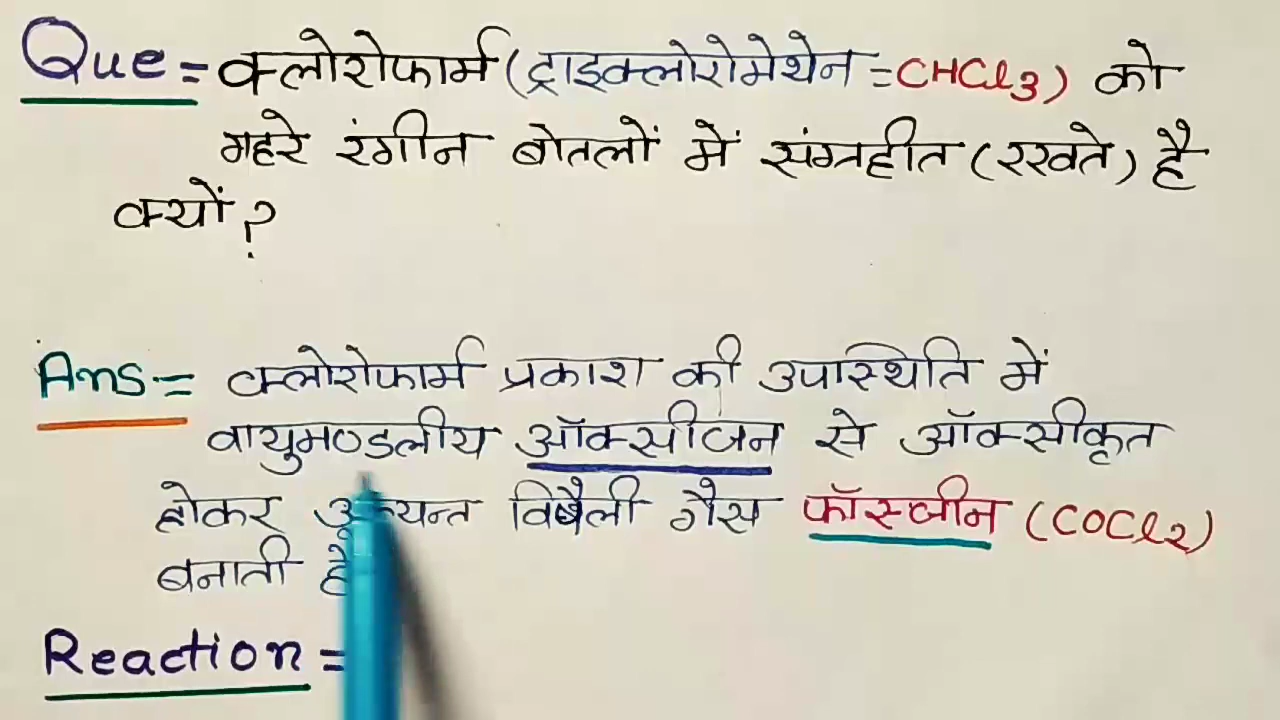 Que = क्लोरोफार्म (ट्राइक्लोरोमेथेन = CHCl3) को
गहरे रंगीन बोतलों में संग्रहीत (रखते) है
क्यों?
Ans = क्लोरोफार्म प्रकाश की उपस्थिति में
वायुमण्डलीय ऑक्सीजन से ऑक्सीकृत
होकर विषैली गैस फॉस्जीन (COCl2)
बनाती है
Reaction =